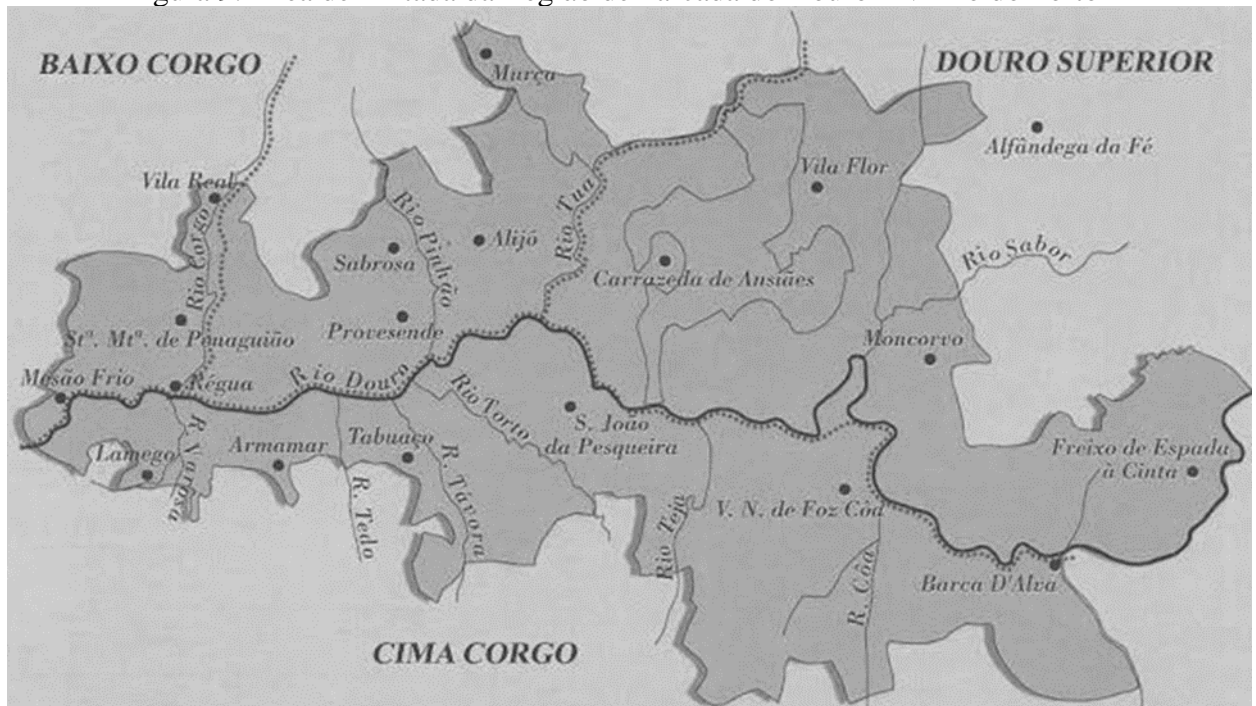 BAIXO CORGO
DOURO SUPERIOR
Murça
Alfândega da Fé
Vila Real
Vila Flor
Rio Corgo
Rio Pinhão
Rio Tua
Alijó
Sabrosa
Rio Sabor
Carrazeda de Ansiães
Stª. Mtª. de Penaguião
Provesende
Moncorvo
Mesão Frio
Régua
Rio Douro
Rio Torto
S. João
da Pesqueira
Lamego
R. Varosa
Armamar
Tabuaço
R. Tedo
R. Távora
Rio Teja
V. N. de Foz Côa
R. Côa
Freixo de Espada
à Cinta
Barca D'Alva
CIMA CORGO